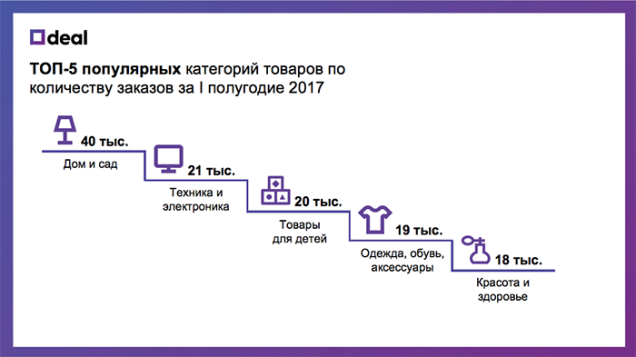 deal
ТОП-5 популярных категорий товаров по
количеству заказов за I полугодие 2017
40 тыс.
Дом и сад
21 тыс.
Техника и
электроника
20 тыс.
Товары
для детей
19 тыс.
Одежда, обувь,
аксессуары
18 тыс.
Красота и
здоровье